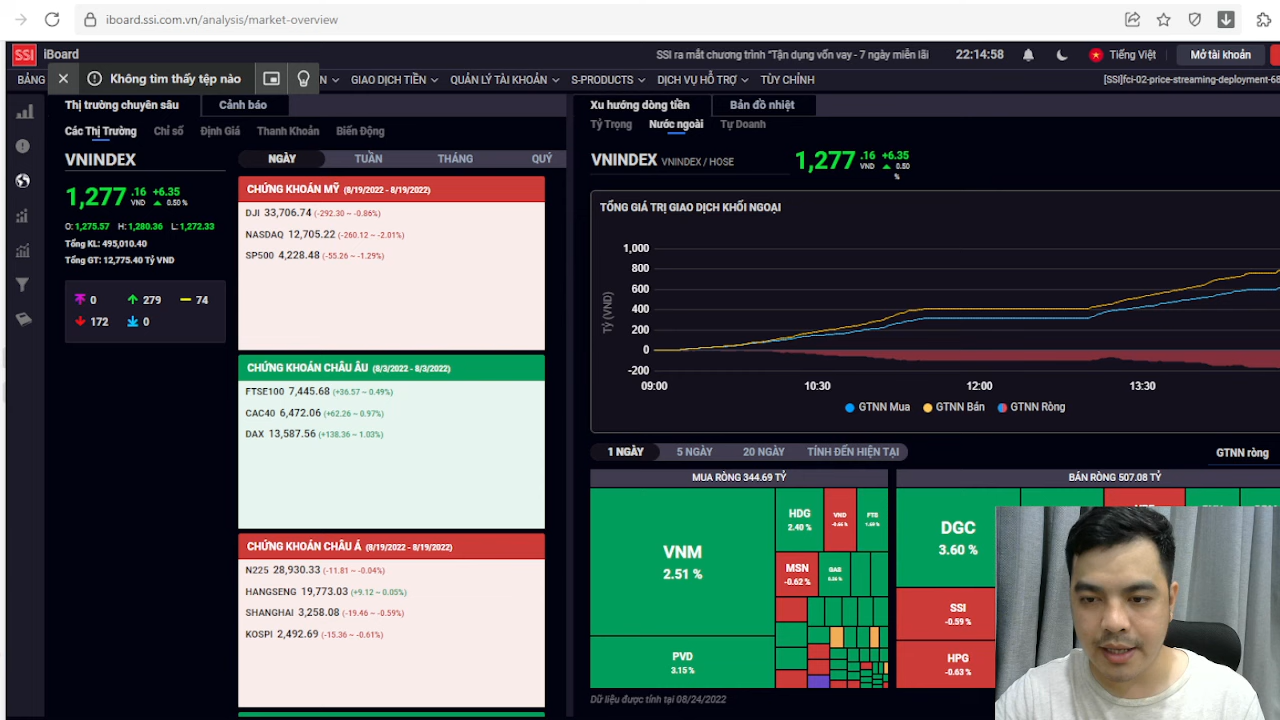 iboard.ssi.com.vn/analysis/market-overview
SSI iBoard
SSI ra mắt chương trình "Tận dụng vốn vay - 7 ngày miễn lãi
22:14:58
Tiếng Việt
Mở tài khoản
BẢNG
Không tìm thấy tệp nào
N
GIAO DỊCH TIỀN
QUẢN LÝ TÀI KHOẢN
S-PRODUCTS
DỊCH VỤ HỖ TRỢ
TÙY CHỈNH
[SSI]fci-02-price-streaming-deployment-68
Thị trường chuyên sâu
Cảnh báo
Các Thị Trường
Chỉ số
Định Giá
Thanh Khoản
Biến Động
VNINDEX
1,277.16 +6.35
VND 0.50 %
O: 1,275.57 H: 1,280.36 L: 1,272.33
Tổng KL: 495,010.40
Tổng GT: 12,775.40 Tỷ VND
0 279 74
172 0
NGÀY
TUẦN
THÁNG
QUÝ
CHỨNG KHOÁN MỸ (8/19/2022 - 8/19/2022)
DJI 33,706.74 (-292.30 ~ -0.86%)
NASDAQ 12,705.22 (-260.12 ~ -2.01%)
SP500 4,228.48 (-55.26 ~ -1.29%)
CHỨNG KHOÁN CHÂU ÂU (8/3/2022 - 8/3/2022)
FTSE100 7,445.68 (+36.57 ~ 0.49%)
CAC40 6,472.06 (+62.26 ~ 0.97%)
DAX 13,587.56 (+138.36 ~ 1.03%)
CHỨNG KHOÁN CHÂU Á (8/19/2022 - 8/19/2022)
N225 28,930.33 (-11.81 ~ -0.04%)
HANGSENG 19,773.03 (+9.12 ~ 0.05%)
SHANGHAI 3,258.08 (-19.46 ~ -0.59%)
KOSPI 2,492.69 (-15.36 ~ -0.61%)
Xu hướng dòng tiền
Bản đồ nhiệt
Tỷ Trọng
Nước ngoài
Tự Doanh
VNINDEX VNINDEX / HOSE
1,277.16 +6.35
VND 0.50
%
TỔNG GIÁ TRỊ GIAO DỊCH KHỐI NGOẠI
Tỷ (VND)
1,000
800
600
400
200
0
-200
09:00
10:30
12:00
13:30
GTNN Mua
GTNN Bán
GTNN Ròng
1 NGÀY
5 NGÀY
20 NGÀY
TÍNH ĐẾN HIỆN TẠI
GTNN ròng
MUA RÒNG 344.69 TỶ
BÁN RÒNG 507.08 TỶ
VNM
2.51 %
PVD
3.15 %
HDG
2.40 %
VND
FTS
MSN
-0.62 %
GAS
DGC
3.60 %
SSI
-0.59 %
HPG
-0.63 %
Dữ liệu được tính tại 08/24/2022